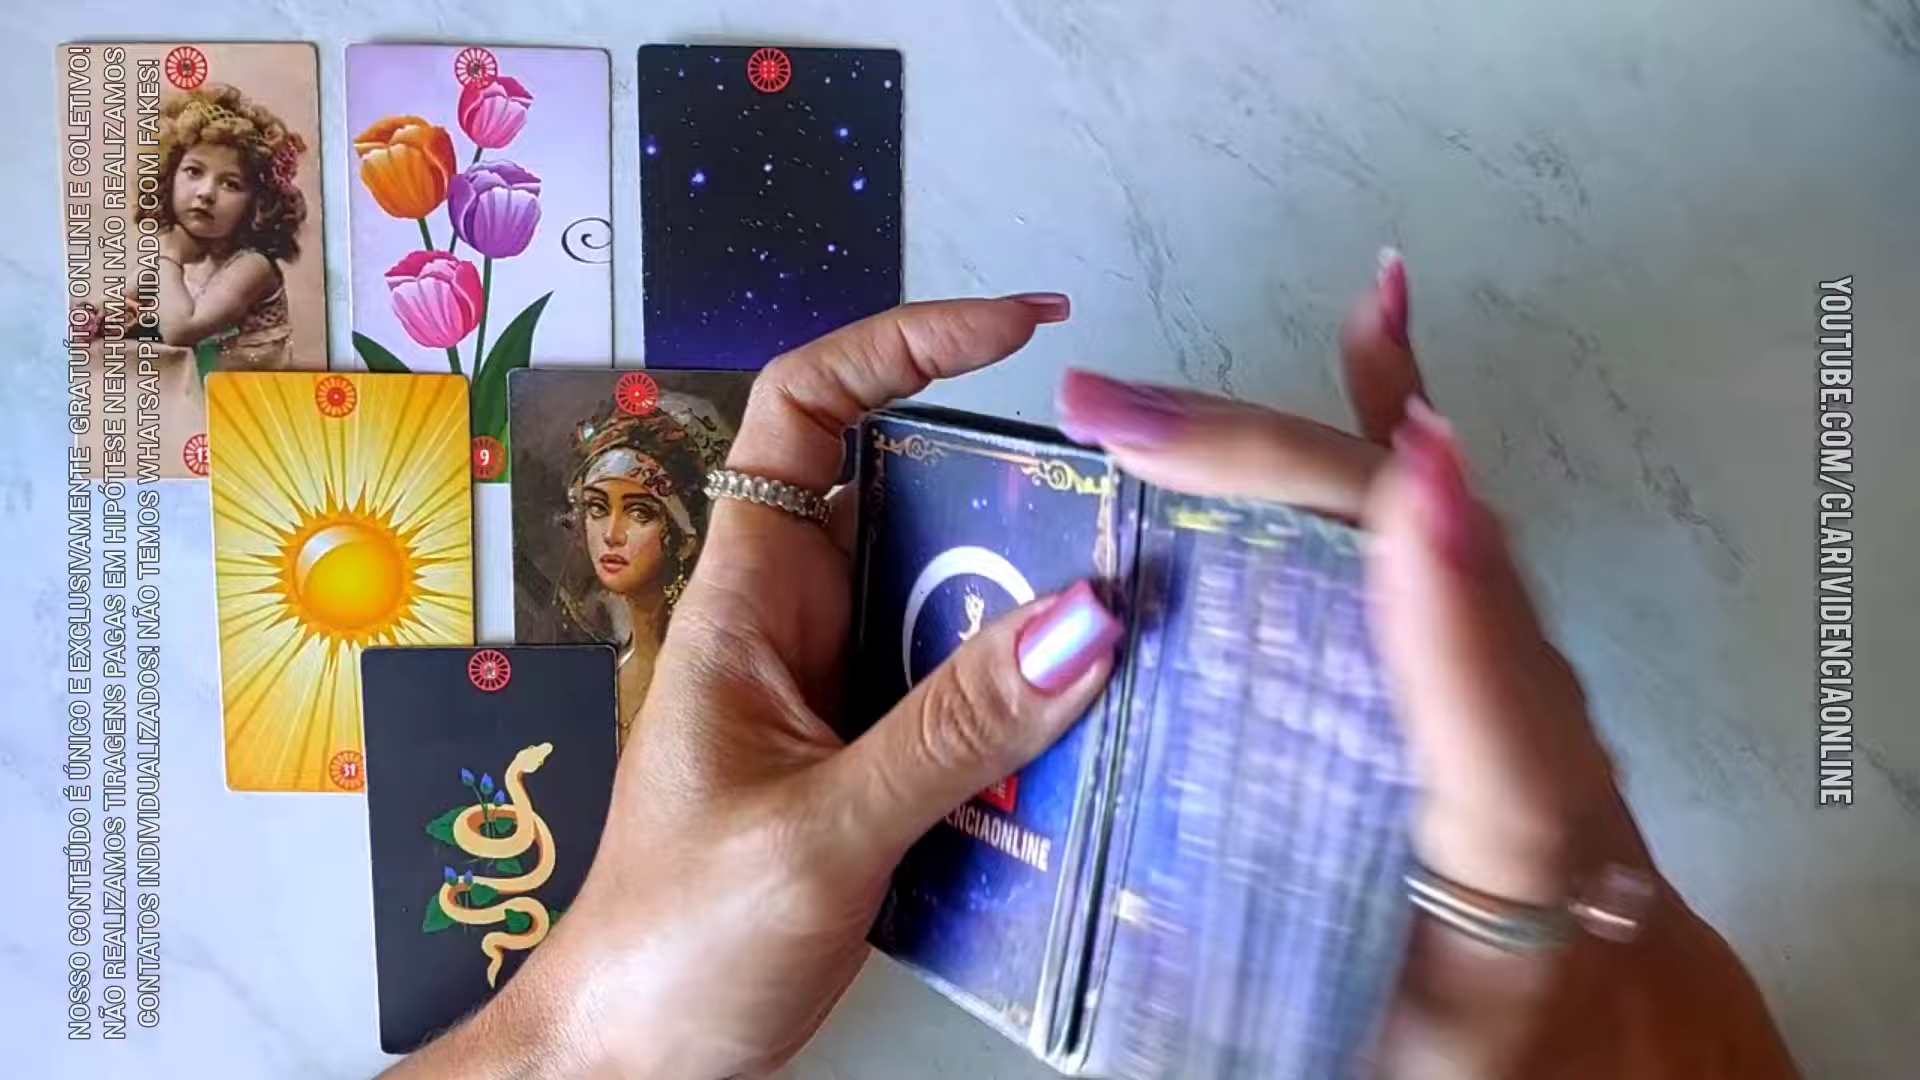 NOSSO CONTEÚDO É ÚNICO E EXCLUSIVAMENTE GRATUÍTO, ONLINE E COLETIVO!
NÃO REALIZAMOS TIRAGENS PAGAS EM HIPÓTESE NENHUMA! NÃO REALIZAMOS
CONTATOS INDIVIDUALIZADOS! NÃO TEMOS WHATSAPP! CUIDADO COM FAKES!
13
9
31
ENCIAONLINE
YOUTUBE.COM/CLARIVIDENCIAONLINE